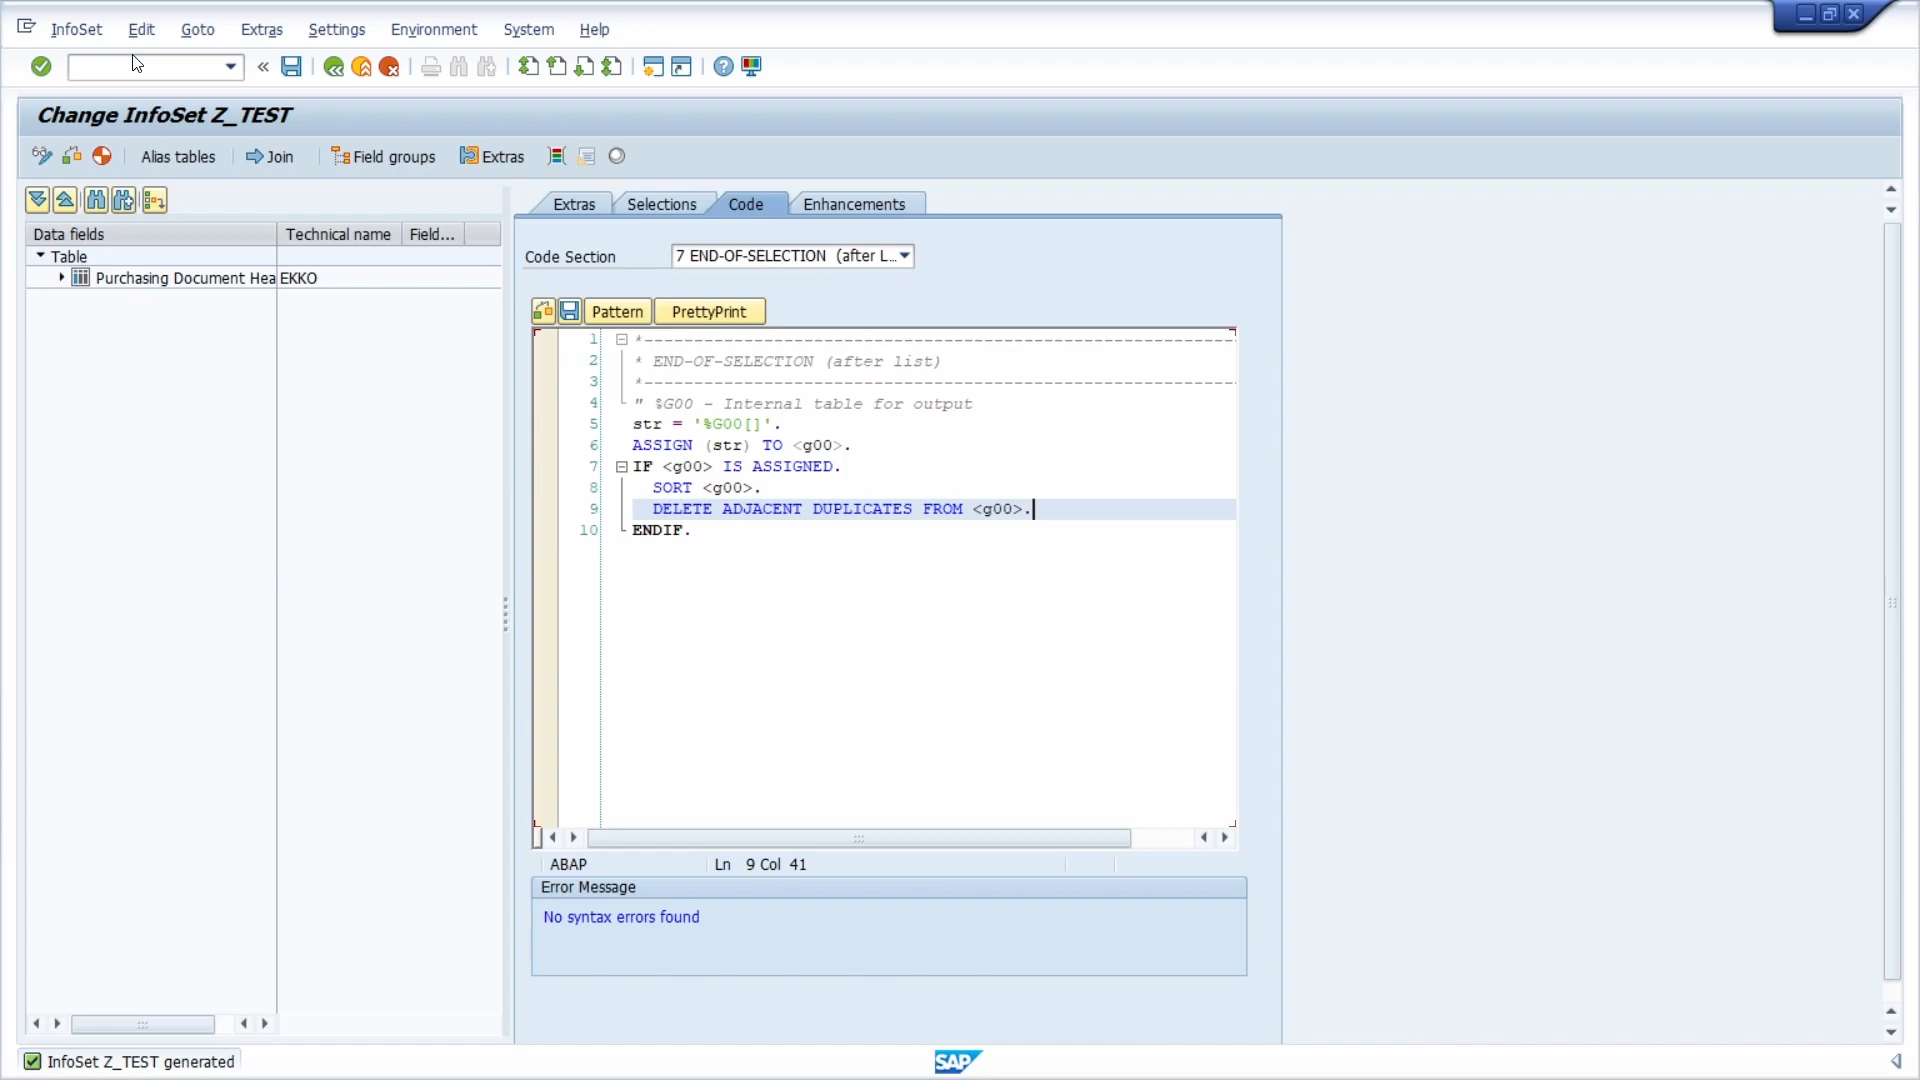 InfoSet Edit Goto Extras Settings Environment System Help
Change InfoSet Z_TEST
Alias tables Join Field groups Extras
Extras Selections Code Enhancements
Data fields Technical name Field...
Table
Purchasing Document Hea EKKO
Code Section 7 END-OF-SELECTION (after L...
Pattern PrettyPrint
1 *-----------------------------------------------------------
2 * END-OF-SELECTION (after list)
3 *-----------------------------------------------------------
4 " %G00 - Internal table for output
5 str = '%G00[]'.
6 ASSIGN (str) TO <g00>.
7 IF <g00> IS ASSIGNED.
8 SORT <g00>.
9 DELETE ADJACENT DUPLICATES FROM <g00>.
10 ENDIF.
ABAP Ln 9 Col 41
Error Message
No syntax errors found
InfoSet Z_TEST generated
SAP